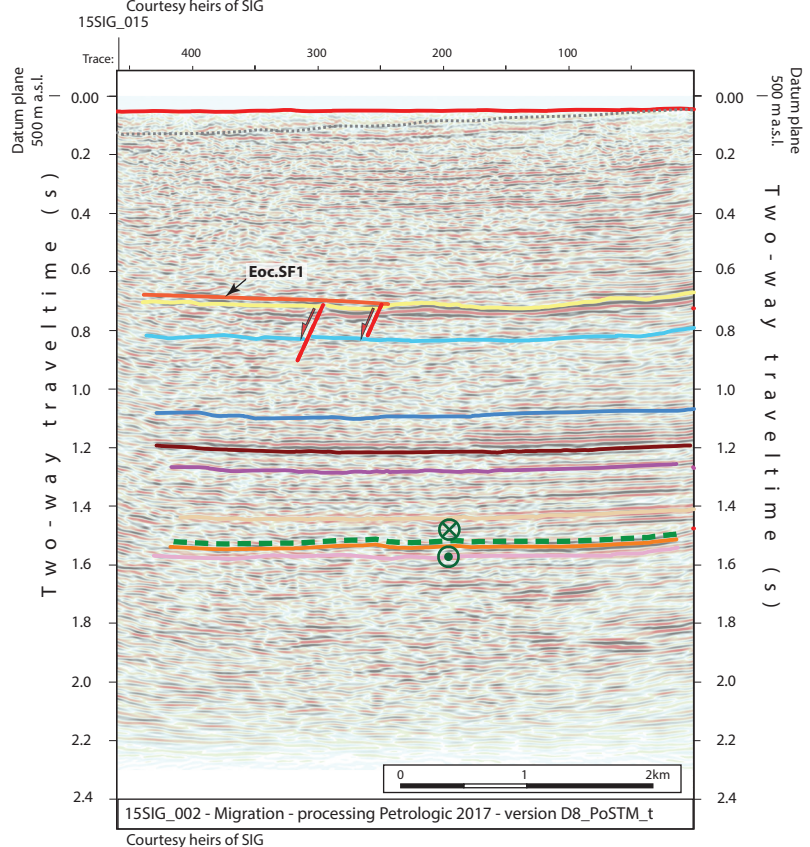 Courtesy heirs of SIG
15SIG_015
Trace: 400 300 200 100
Datum plane
500 m a.s.l.
0.00 0.00
Datum plane
500 m a.s.l.
0.2 0.2
0.4 0.4
0.6 0.6
Eoc.SF1
0.8 0.8
1.0 1.0
1.2 1.2
1.4 1.4
1.6 1.6
1.8 1.8
2.0 2.0
2.2 2.2
2.4 2.4
Two-way traveltime (s)
Two-way traveltime (s)
0 1 2km
15SIG_002 - Migration - processing Petrologic 2017 - version D8_PoSTM_t
Courtesy heirs of SIG